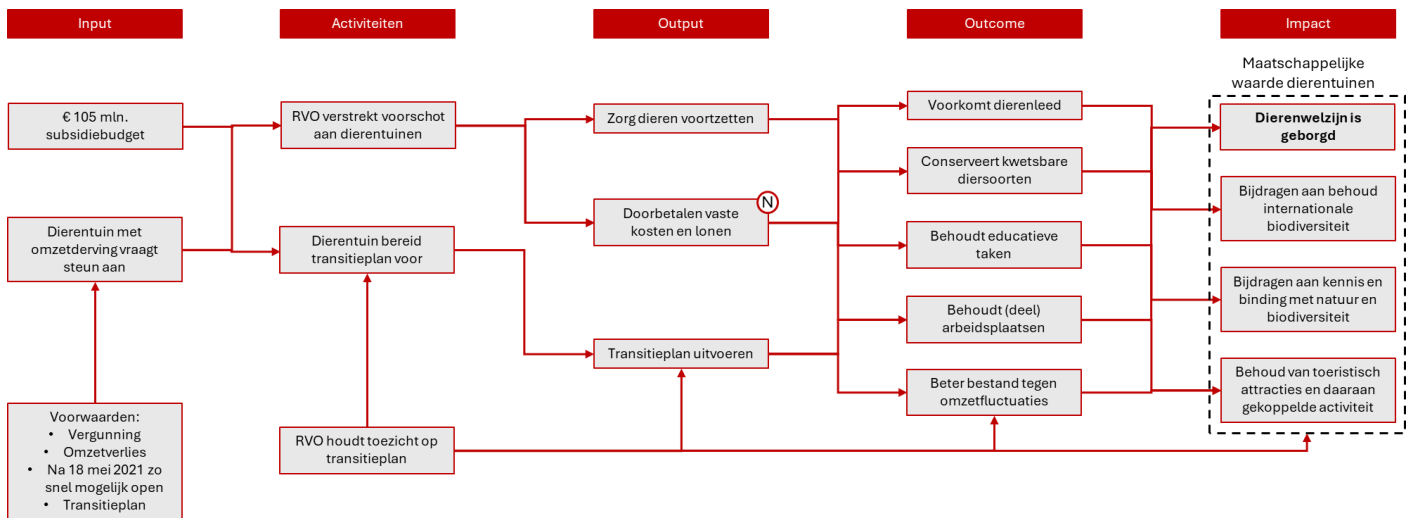 Input
Activiteiten
Output
Outcome
Impact
Maatschappelijke
waarde dierentuinen
€ 105 mln.
subsidiebudget
RVO verstrekt voorschot
aan dierentuinen
Zorg dieren voortzetten
Voorkomt dierenleed
Dierenwelzijn is
geborgd
Conserveert kwetsbare
diersoorten
Bijdragen aan behoud
internationale
biodiversiteit
N
Doorbetalen vaste
kosten en lonen
Dierentuin met
omzetderving vraagt
steun aan
Dierentuin bereid
transitieplan voor
Behoudt educatieve
taken
Bijdragen aan kennis en
binding met natuur en
biodiversiteit
Behoudt (deel)
arbeidsplaatsen
Transitieplan uitvoeren
Beter bestand tegen
omzetfluctuaties
Behoud van toeristisch
attracties en daaraan
gekoppelde activiteit
Voorwaarden:
• Vergunning
• Omzetverlies
• Na 18 mei 2021 zo
snel mogelijk open
• Transitieplan
RVO houdt toezicht op
transitieplan